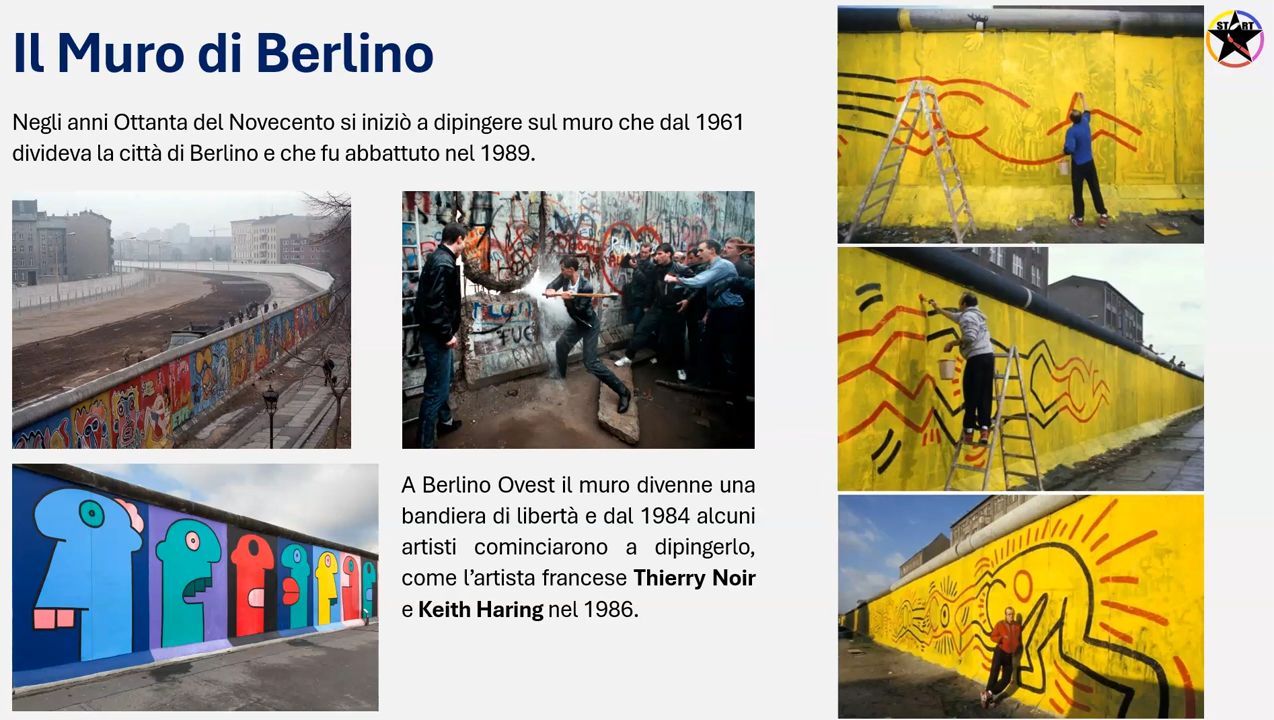 Il Muro di Berlino
START
Negli anni Ottanta del Novecento si iniziò a dipingere sul muro che dal 1961
divideva la città di Berlino e che fu abbattuto nel 1989.
A Berlino Ovest il muro divenne una
bandiera di libertà e dal 1984 alcuni
artisti cominciarono a dipingerlo,
come l’artista francese Thierry Noir
e Keith Haring nel 1986.